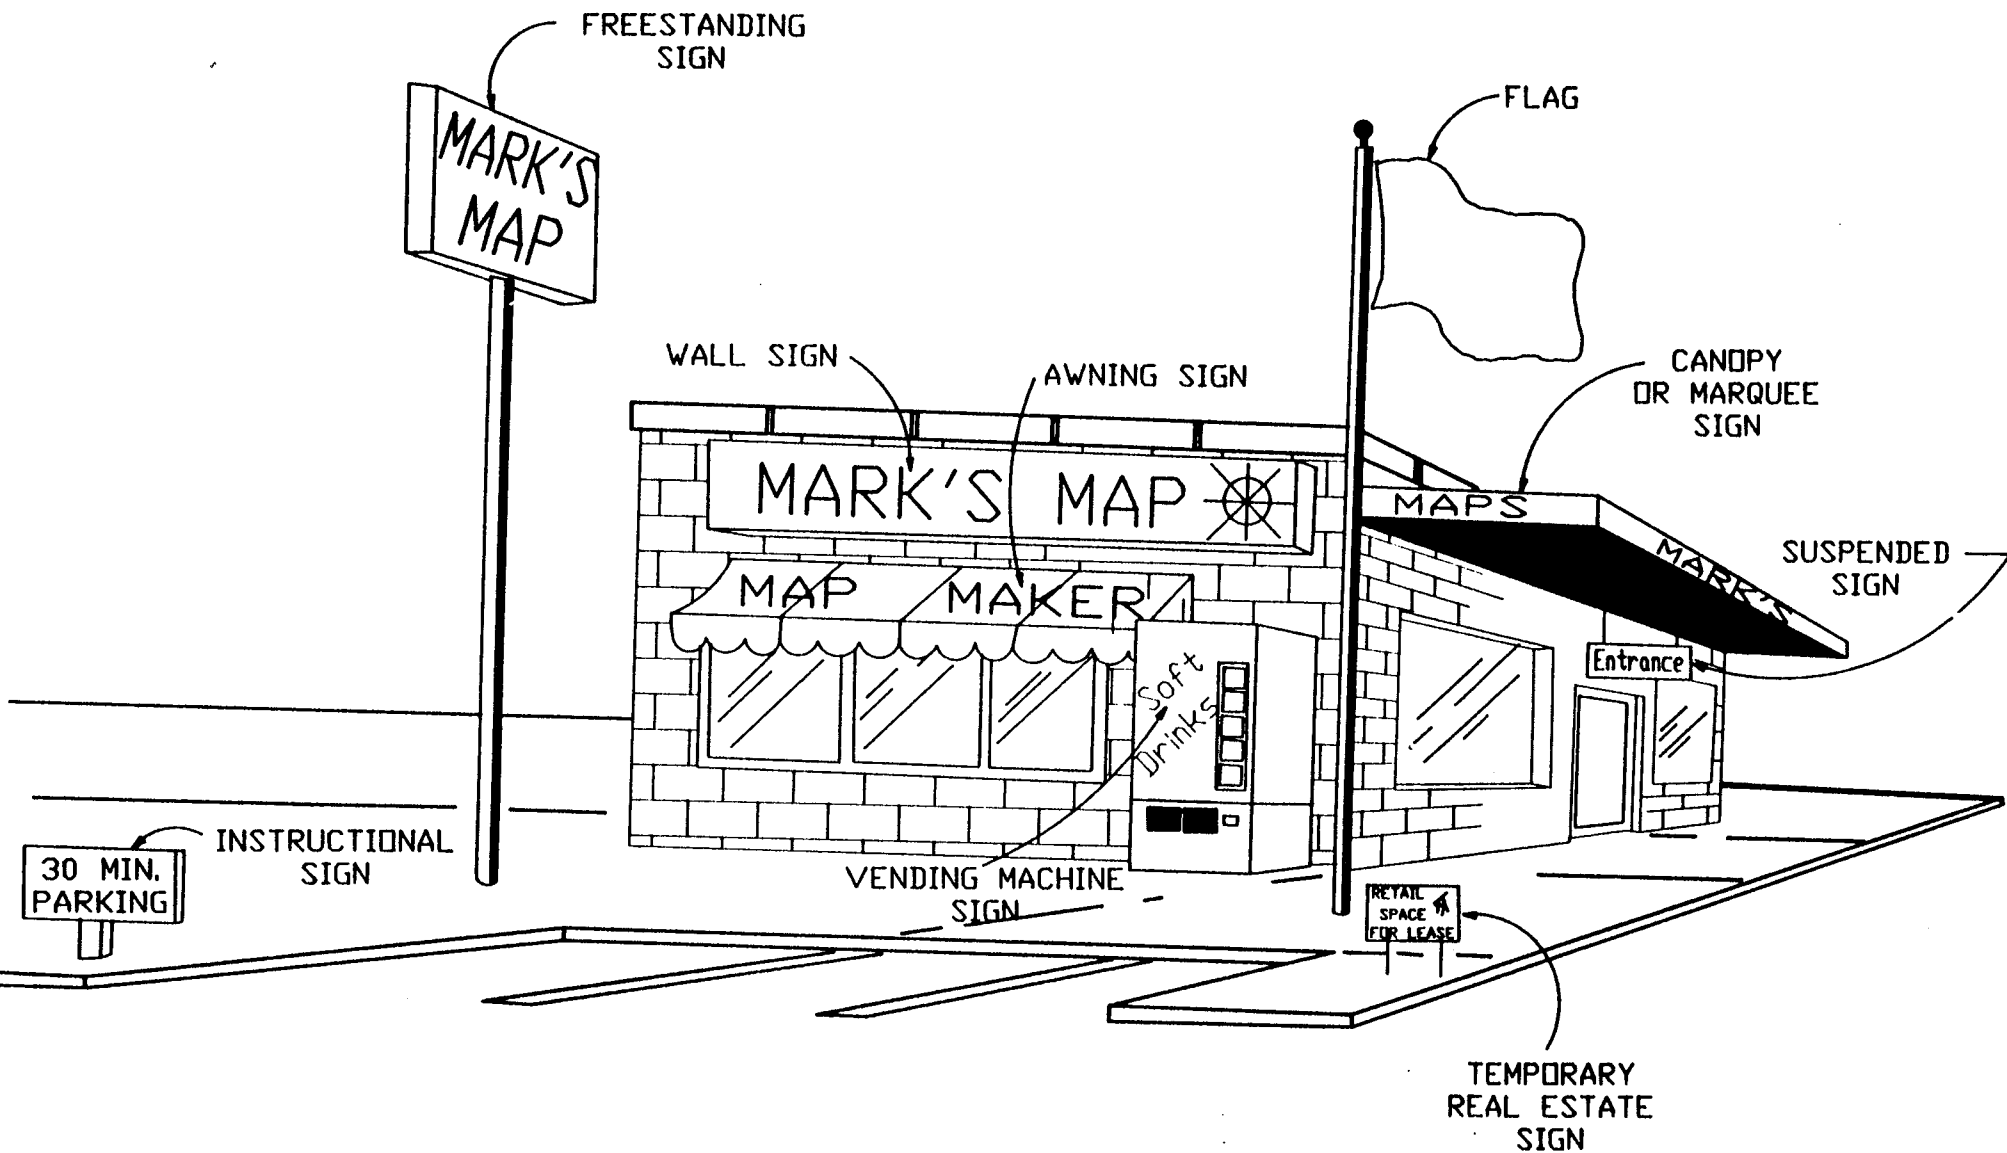 FREESTANDING
SIGN
FLAG
MARK'S
MAP
WALL SIGN
AWNING SIGN
CANOPY
OR MARQUEE
SIGN
MARK'S MAP
MAPS
MARK'S
SUSPENDED
SIGN
MAP MAKER
Entrance
Soft
Drinks
INSTRUCTIONAL
SIGN
30 MIN.
PARKING
VENDING MACHINE
SIGN
RETAIL
SPACE
FOR LEASE
TEMPORARY
REAL ESTATE
SIGN